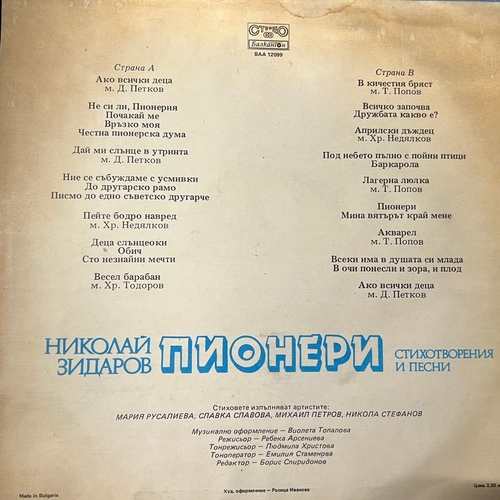 СТЕРЕО
Балкантон
ВАА 12099
Страна А
Ако всички деца
м. Д. Петков
Не си ли, Пионерия
Почакай ме
Връзко моя
Честна пионерска дума
Дай ми слънце в утринта
м. Д. Петков
Ние се събуждаме с усмивки
До другарско рамо
Писмо до едно съветско другарче
Пейте бодро навред
м. Хр. Недялков
Деца слънцеоки
Обич
Сто незнайни мечти
Весел барабан
м. Хр. Тодоров
Страна В
В кичестия бряст
м. Т. Попов
Всичко започва
Дружбата какво е?
Априлски дъждец
м. Хр. Недялков
Под небето пълно с пойни птици
Баркарола
Лагерна люлка
м. Т. Попов
Пионери
Мина вятърът край мене
Акварел
м. Т. Попов
Всеки има в душата си млада
В очи понесли и зора, и плод
Ако всички деца
м. Д. Петков
НИКОЛАЙ
ЗИДАРОВ
ПИОНЕРИ
СТИХОТВОРЕНИЯ
И ПЕСНИ
Стиховете изпълняват артистите:
МАРИЯ РУСАЛИЕВА, СЛАВКА СЛАВОВА, МИХАИЛ ПЕТРОВ, НИКОЛА СТЕФАНОВ
Музикално оформление — Виолета Топалова
Режисьор — Ребека Арсениева
Тонрежисьор — Людмила Христова
Тоноператор — Емилия Стаменова
Редактор — Борис Спиридонов
Made in Bulgaria
Худ. оформление — Росица Иванова
Цена